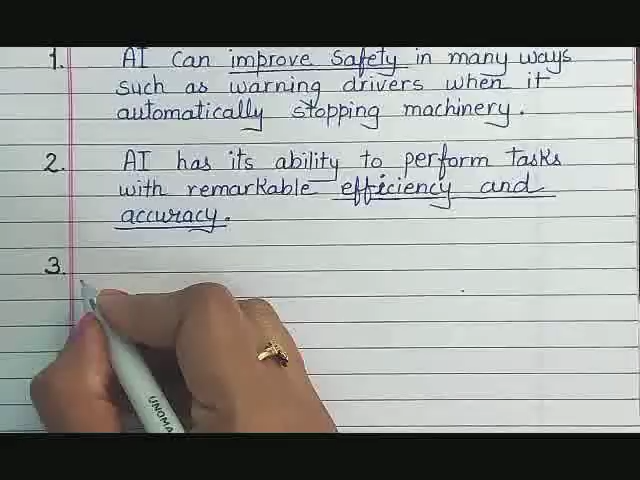 1. AI can improve safety in many ways
such as warning drivers when it
automatically stopping machinery.
2. AI has its ability to perform tasks
with remarkable efficiency and
accuracy.
3.
UNOMA